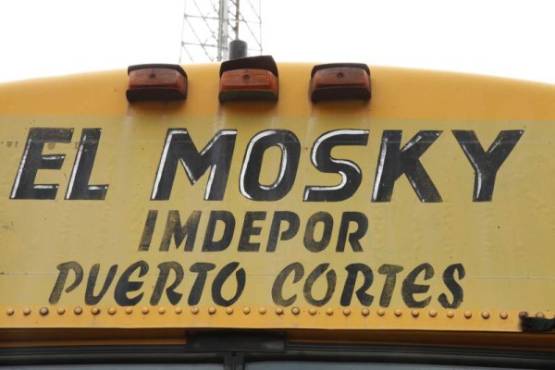 EL MOSKY
IMDEPOR
PUERTO CORTES